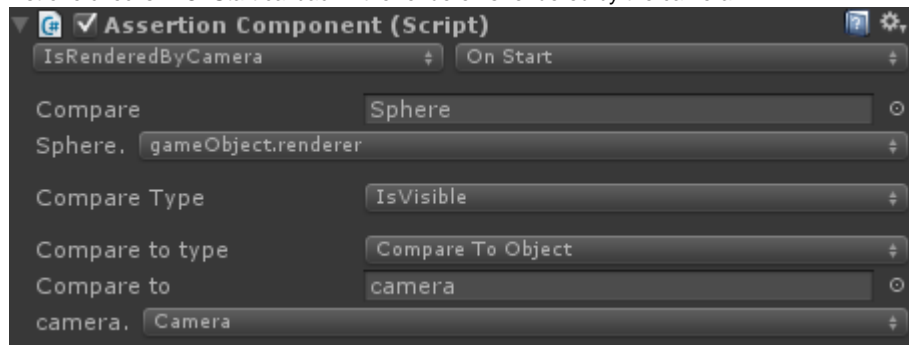 Assertion Component (Script)
IsRenderedByCamera On Start
Compare Sphere
Sphere. gameObject.renderer
Compare Type IsVisible
Compare to type Compare To Object
Compare to camera
camera. Camera